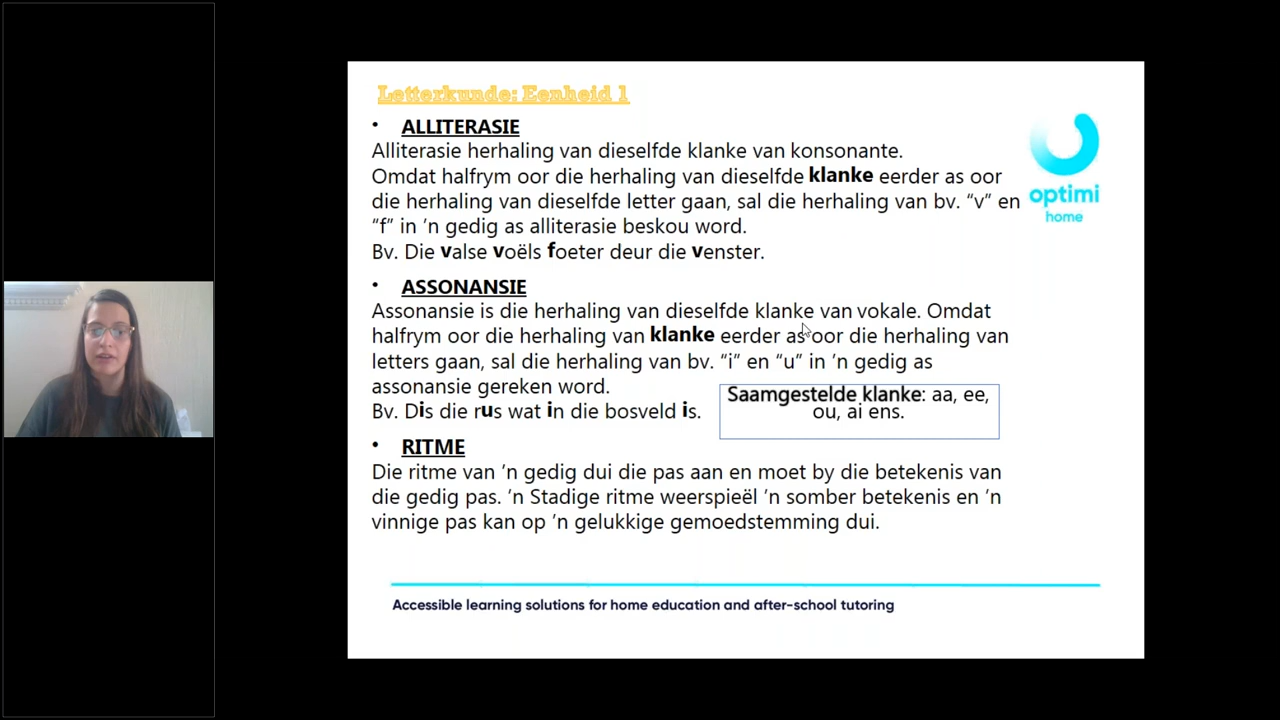 Letterkunde: Eenheid 1
• ALLITERASIE
Alliterasie herhaling van dieselfde klanke van konsonante.
Omdat halfrym oor die herhaling van dieselfde klanke eerder as oor
die herhaling van dieselfde letter gaan, sal die herhaling van bv. “v” en
“f” in ’n gedig as alliterasie beskou word.
Bv. Die valse voëls foeter deur die venster.
• ASSONANSIE
Assonansie is die herhaling van dieselfde klanke van vokale. Omdat
halfrym oor die herhaling van klanke eerder as oor die herhaling van
letters gaan, sal die herhaling van bv. “i” en “u” in ’n gedig as
assonansie gereken word.
Bv. Dis die rus wat in die bosveld is.
Saamgestelde klanke: aa, ee,
ou, ai ens.
• RITME
Die ritme van ’n gedig dui die pas aan en moet by die betekenis van
die gedig pas. ’n Stadige ritme weerspieël ’n somber betekenis en ’n
vinnige pas kan op ’n gelukkige gemoedstemming dui.
optimi
home
Accessible learning solutions for home education and after-school tutoring